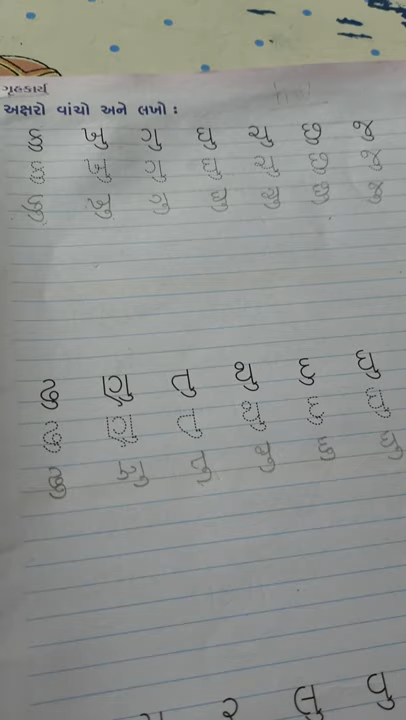 ગૃહકાર્ય
અક્ષરો વાંચો અને લખો :
કુ ખુ ગુ ઘુ ચુ છુ જુ
કુ ખુ ગુ ઘુ ચુ છુ જુ
કુ ખુ ગુ ઘુ ચુ છુ જુ
ઢુ ણુ તુ થુ દુ ધુ
ઢુ ણુ તુ થુ દુ ધુ
ઢુ ણુ તુ થુ દુ ધુ
લુ વુ